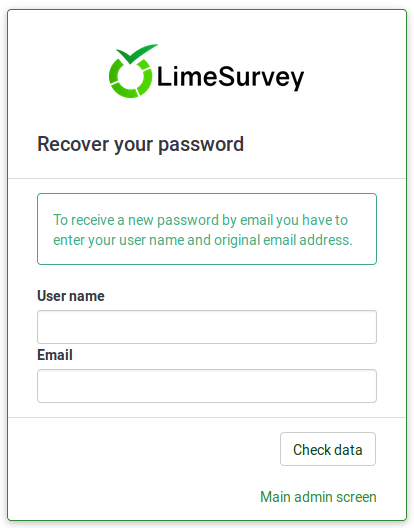 LimeSurvey
Recover your password
To receive a new password by email you have to
enter your user name and original email address.
User name
Email
Check data
Main admin screen